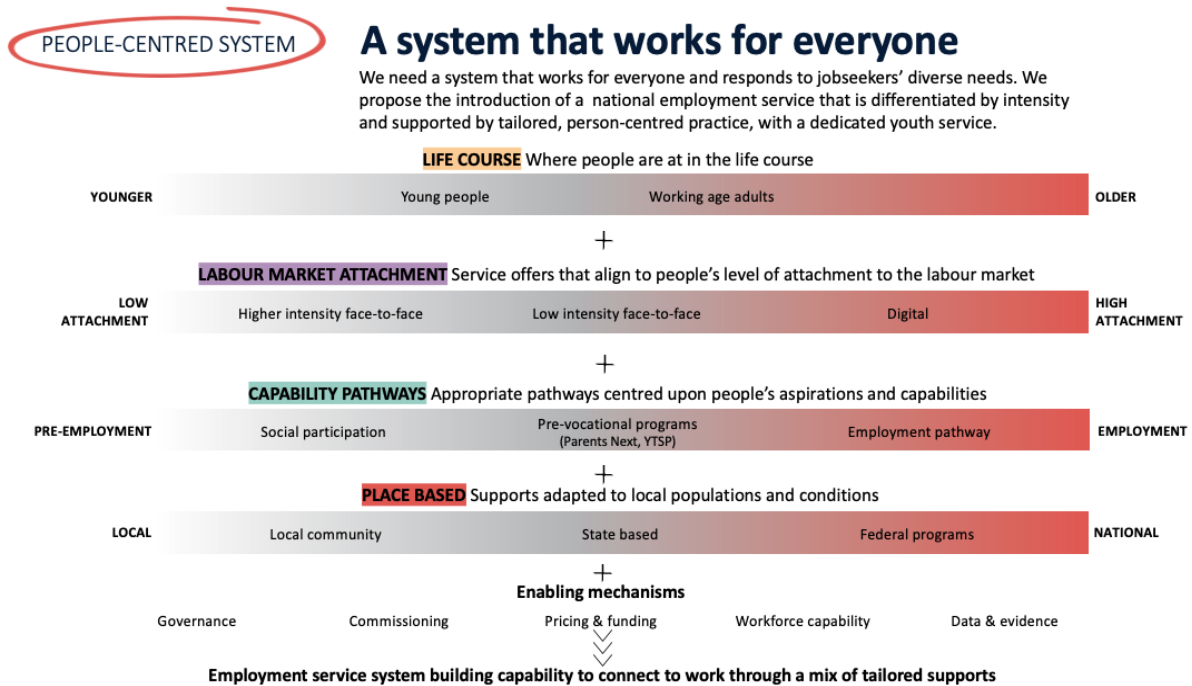 PEOPLE-CENTRED SYSTEM
A system that works for everyone
We need a system that works for everyone and responds to jobseekers’ diverse needs. We
propose the introduction of a national employment service that is differentiated by intensity
and supported by tailored, person-centred practice, with a dedicated youth service.
LIFE COURSE Where people are at in the life course
YOUNGER Young people Working age adults OLDER
+
LABOUR MARKET ATTACHMENT Service offers that align to people’s level of attachment to the labour market
LOW
ATTACHMENT
Higher intensity face-to-face Low intensity face-to-face Digital
HIGH
ATTACHMENT
+
CAPABILITY PATHWAYS Appropriate pathways centred upon people’s aspirations and capabilities
PRE-EMPLOYMENT
Social participation
Pre-vocational programs
(Parents Next, YTSP)
Employment pathway
EMPLOYMENT
+
PLACE BASED Supports adapted to local populations and conditions
LOCAL Local community State based Federal programs NATIONAL
+
Enabling mechanisms
Governance Commissioning Pricing & funding Workforce capability Data & evidence
Employment service system building capability to connect to work through a mix of tailored supports